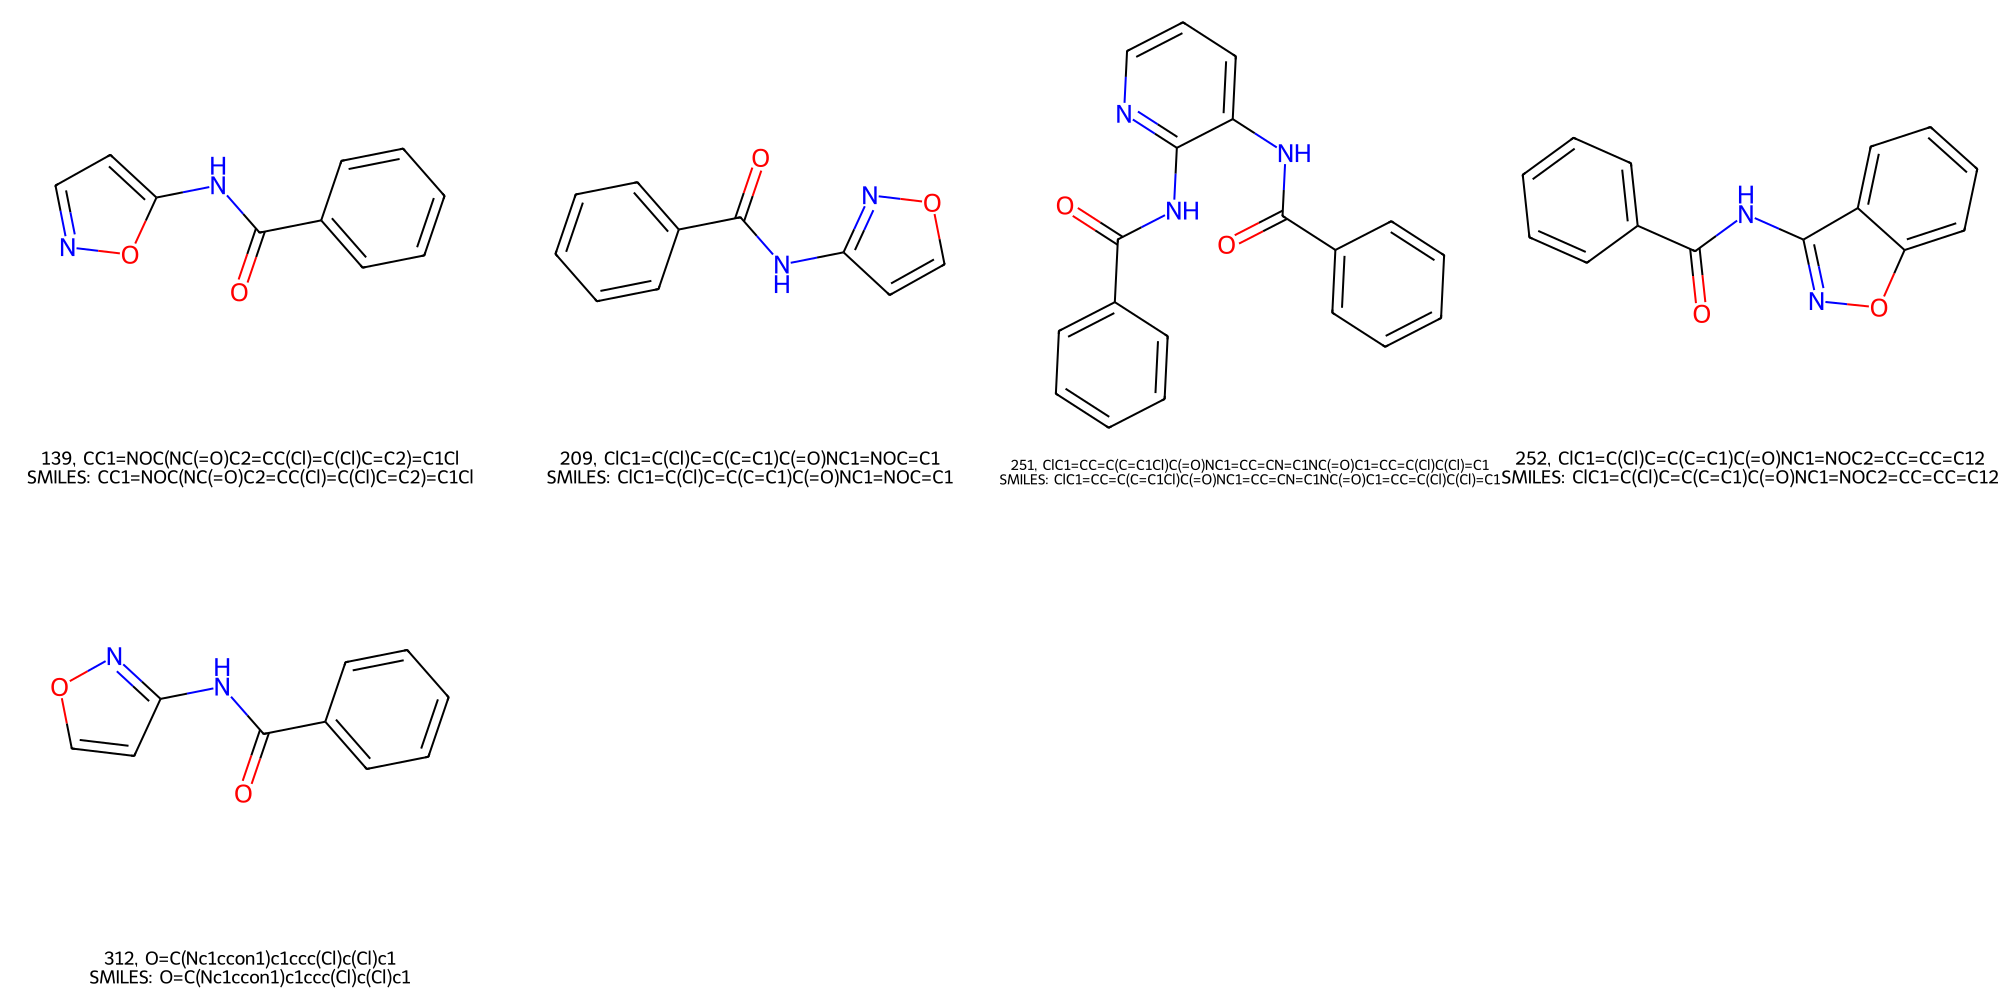 N
O
H
N
O
O
N
H
N
O
N
NH
O
NH
O
H
N
O
N
O
139, CC1=NOC(NC(=O)C2=CC(Cl)=C(Cl)C=C2)=C1Cl
SMILES: CC1=NOC(NC(=O)C2=CC(Cl)=C(Cl)C=C2)=C1Cl
209, ClC1=C(Cl)C=C(C=C1)C(=O)NC1=NOC=C1
SMILES: ClC1=C(Cl)C=C(C=C1)C(=O)NC1=NOC=C1
251, ClC1=CC=C(C=C1Cl)C(=O)NC1=CC=CN=C1NC(=O)C1=CC=C(Cl)C(Cl)=C1
SMILES: ClC1=CC=C(C=C1Cl)C(=O)NC1=CC=CN=C1NC(=O)C1=CC=C(Cl)C(Cl)=C1
252, ClC1=C(Cl)C=C(C=C1)C(=O)NC1=NOC2=CC=CC=C12
SMILES: ClC1=C(Cl)C=C(C=C1)C(=O)NC1=NOC2=CC=CC=C12
N
O
H
N
O
312, O=C(Nc1ccon1)c1ccc(Cl)c(Cl)c1
SMILES: O=C(Nc1ccon1)c1ccc(Cl)c(Cl)c1